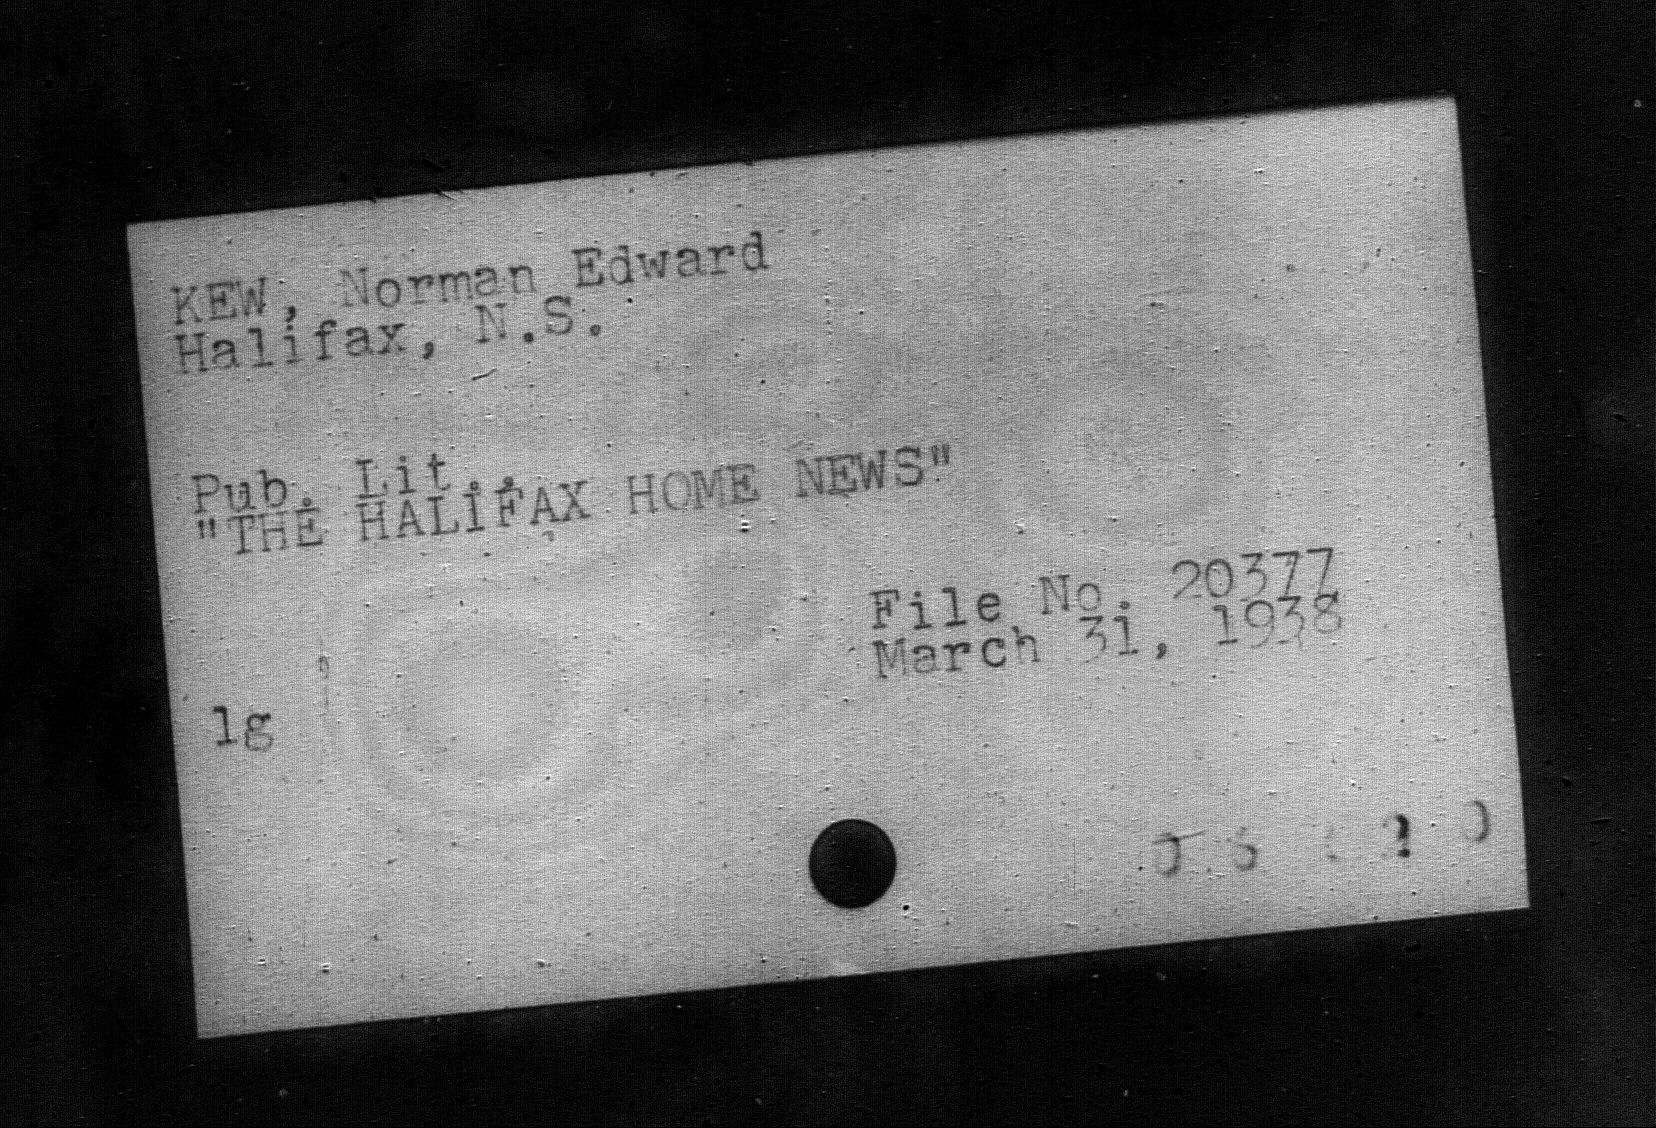 KEW, Norman Edward
Halifax, N.S.
Pub. Lit.
"THE HALIFAX HOME NEWS"
File No. 20377
March 31, 1938
lg